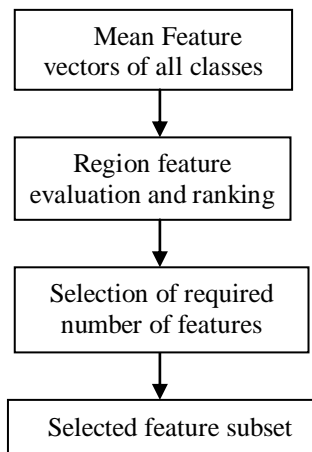 Mean Feature
vectors of all classes
Region feature
evaluation and ranking
Selection of required
number of features
Selected feature subset